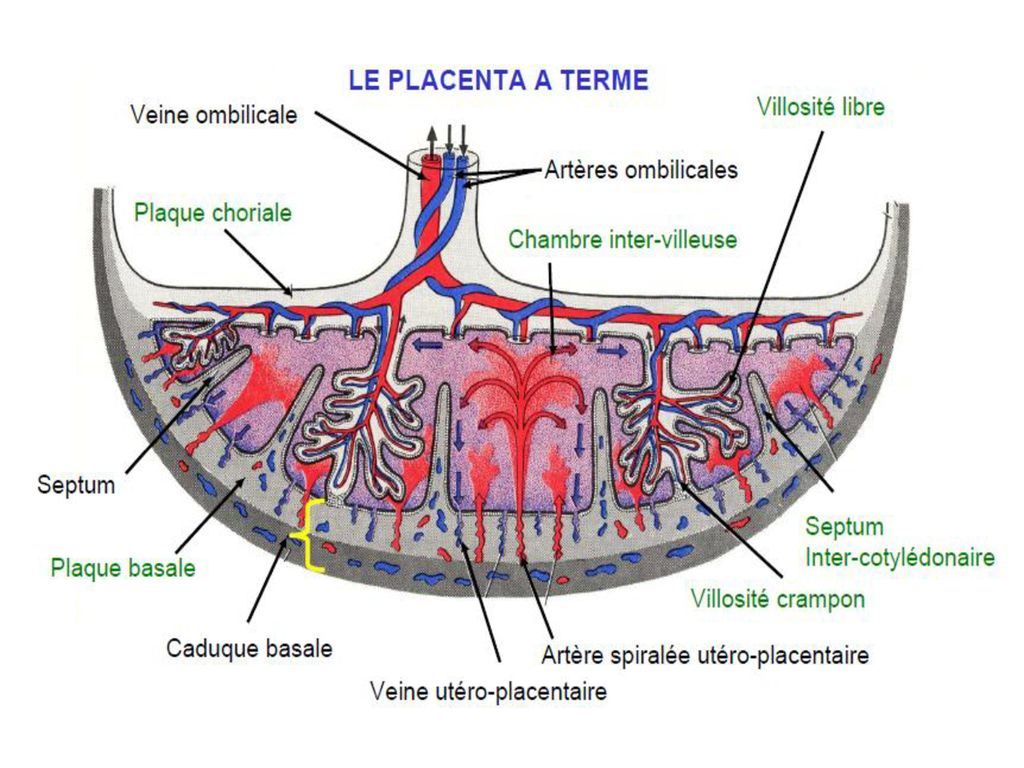 LE PLACENTA A TERME
Villosité libre
Veine ombilicale
Artères ombilicales
Plaque choriale
Chambre inter-villeuse
Septum
Septum
Inter-cotylédonaire
Plaque basale
Villosité crampon
Caduque basale
Artère spiralée utéro-placentaire
Veine utéro-placentaire